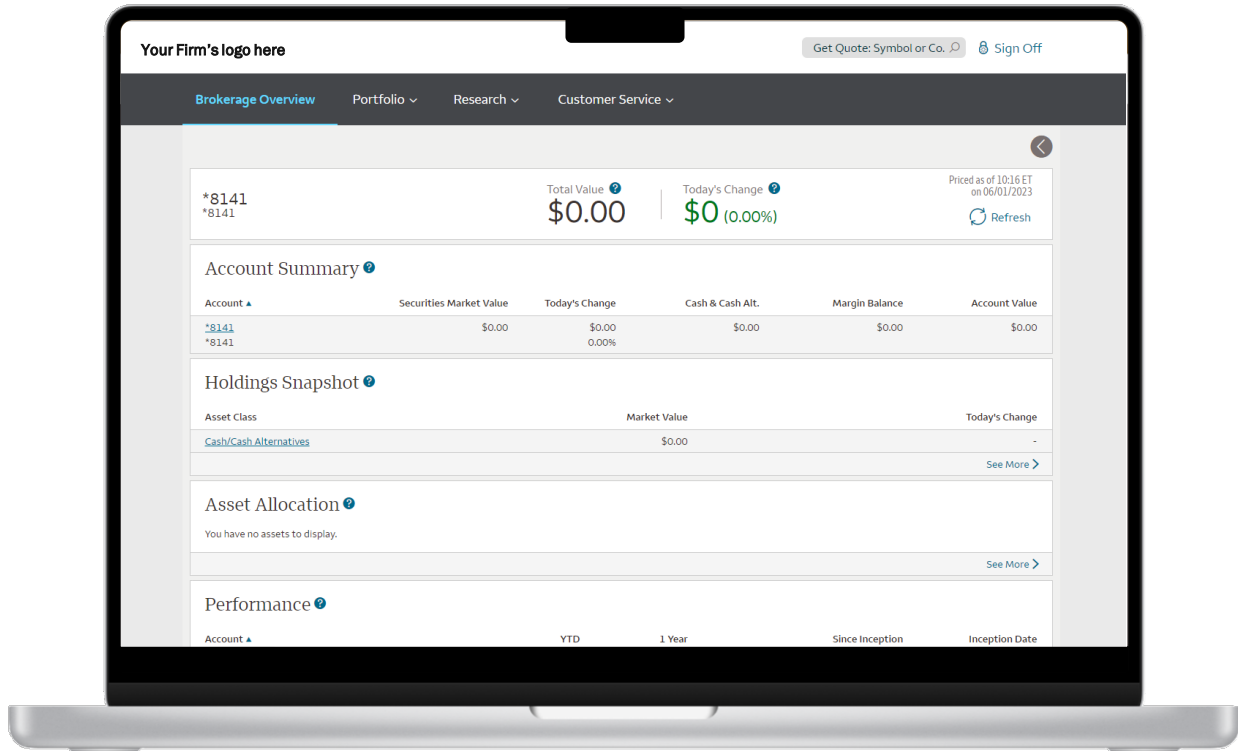 Your Firm's logo here
Get Quote: Symbol or Co.
Sign Off
Brokerage Overview Portfolio Research Customer Service
*8141
*8141
Total Value ?
$0.00
Today's Change ?
$0 (0.00%)
Priced as of 10:16 ET
on 06/01/2023
Refresh
Account Summary ?
Account Securities Market Value Today's Change Cash & Cash Alt. Margin Balance Account Value
*8141 $0.00 $0.00 $0.00 $0.00 $0.00
*8141 0.00%
Holdings Snapshot ?
Asset Class Market Value Today's Change
Cash/Cash Alternatives $0.00 -
See More
Asset Allocation ?
You have no assets to display.
See More
Performance ?
Account YTD 1 Year Since Inception Inception Date